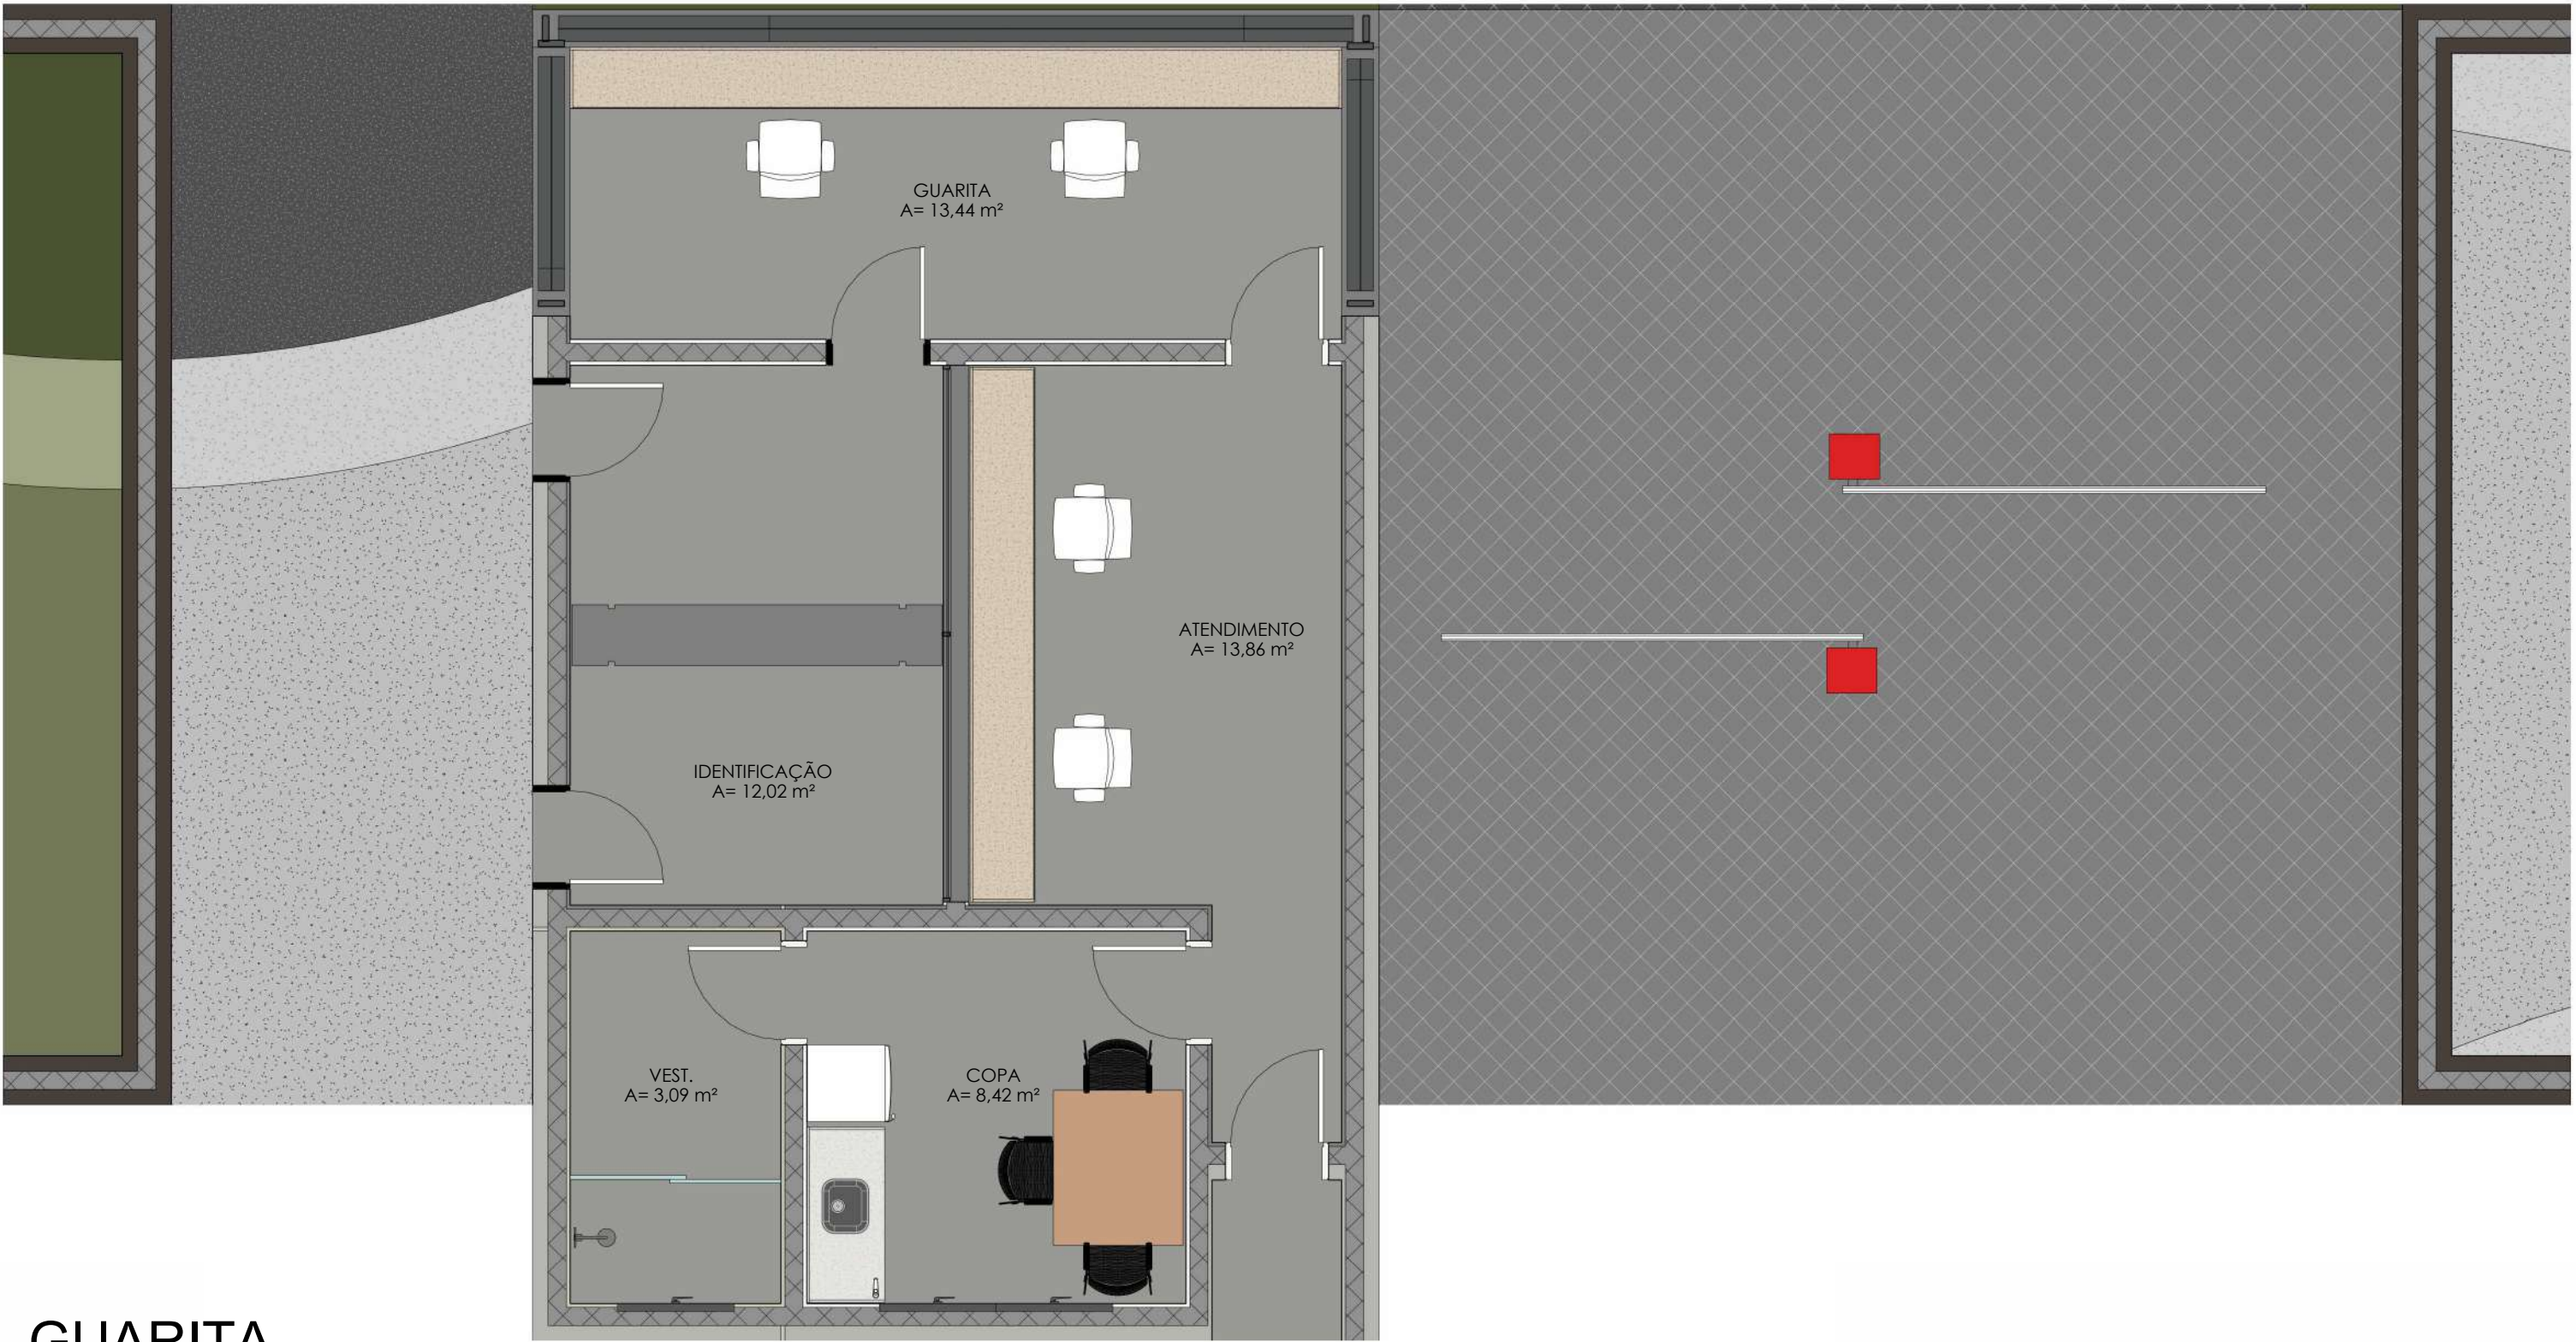 GUARITA
A= 13,44 m²
ATENDIMENTO
A= 13,86 m²
IDENTIFICAÇÃO
A= 12,02 m²
VEST.
A= 3,09 m²
COPA
A= 8,42 m²
GUARITA